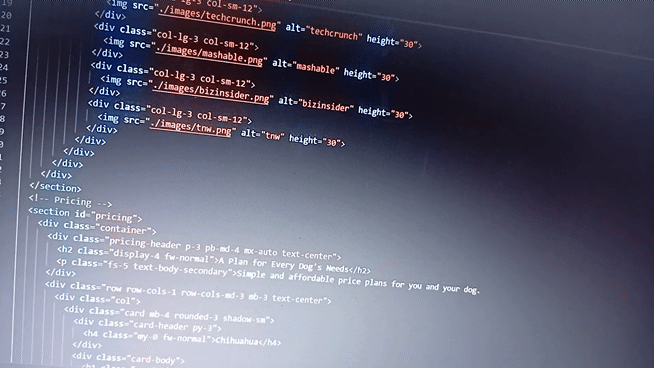 19
<img src="./images/techcrunch.png" alt="techcrunch" height="30">
20
</div>
21
<div class="col-lg-3 col-sm-12">
22
<img src="./images/mashable.png" alt="mashable" height="30">
23
</div>
24
<div class="col-lg-3 col-sm-12">
25
<img src="./images/bizinsider.png" alt="bizinsider" height="30">
</div>
<div class="col-lg-3 col-sm-12">
<img src="./images/tnw.png" alt="tnw" height="30">
</div>
</div>
</div>
</div>
</div>
</section>
<!-- Pricing -->
<section id="pricing">
<div class="container">
<div class="pricing-header p-3 pb-md-4 mx-auto text-center">
<h2 class="display-4 fw-normal">A Plan for Every Dog's Needs</h2>
<p class="fs-5 text-body-secondary">Simple and affordable price plans for you and your dog.
</div>
<div class="row row-cols-1 row-cols-md-3 mb-3 text-center">
<div class="col">
<div class="card mb-4 rounded-3 shadow-sm">
<div class="card-header py-3">
<h4 class="my-0 fw-normal">Chihuahua</h4>
</div>
<div class="card-body">